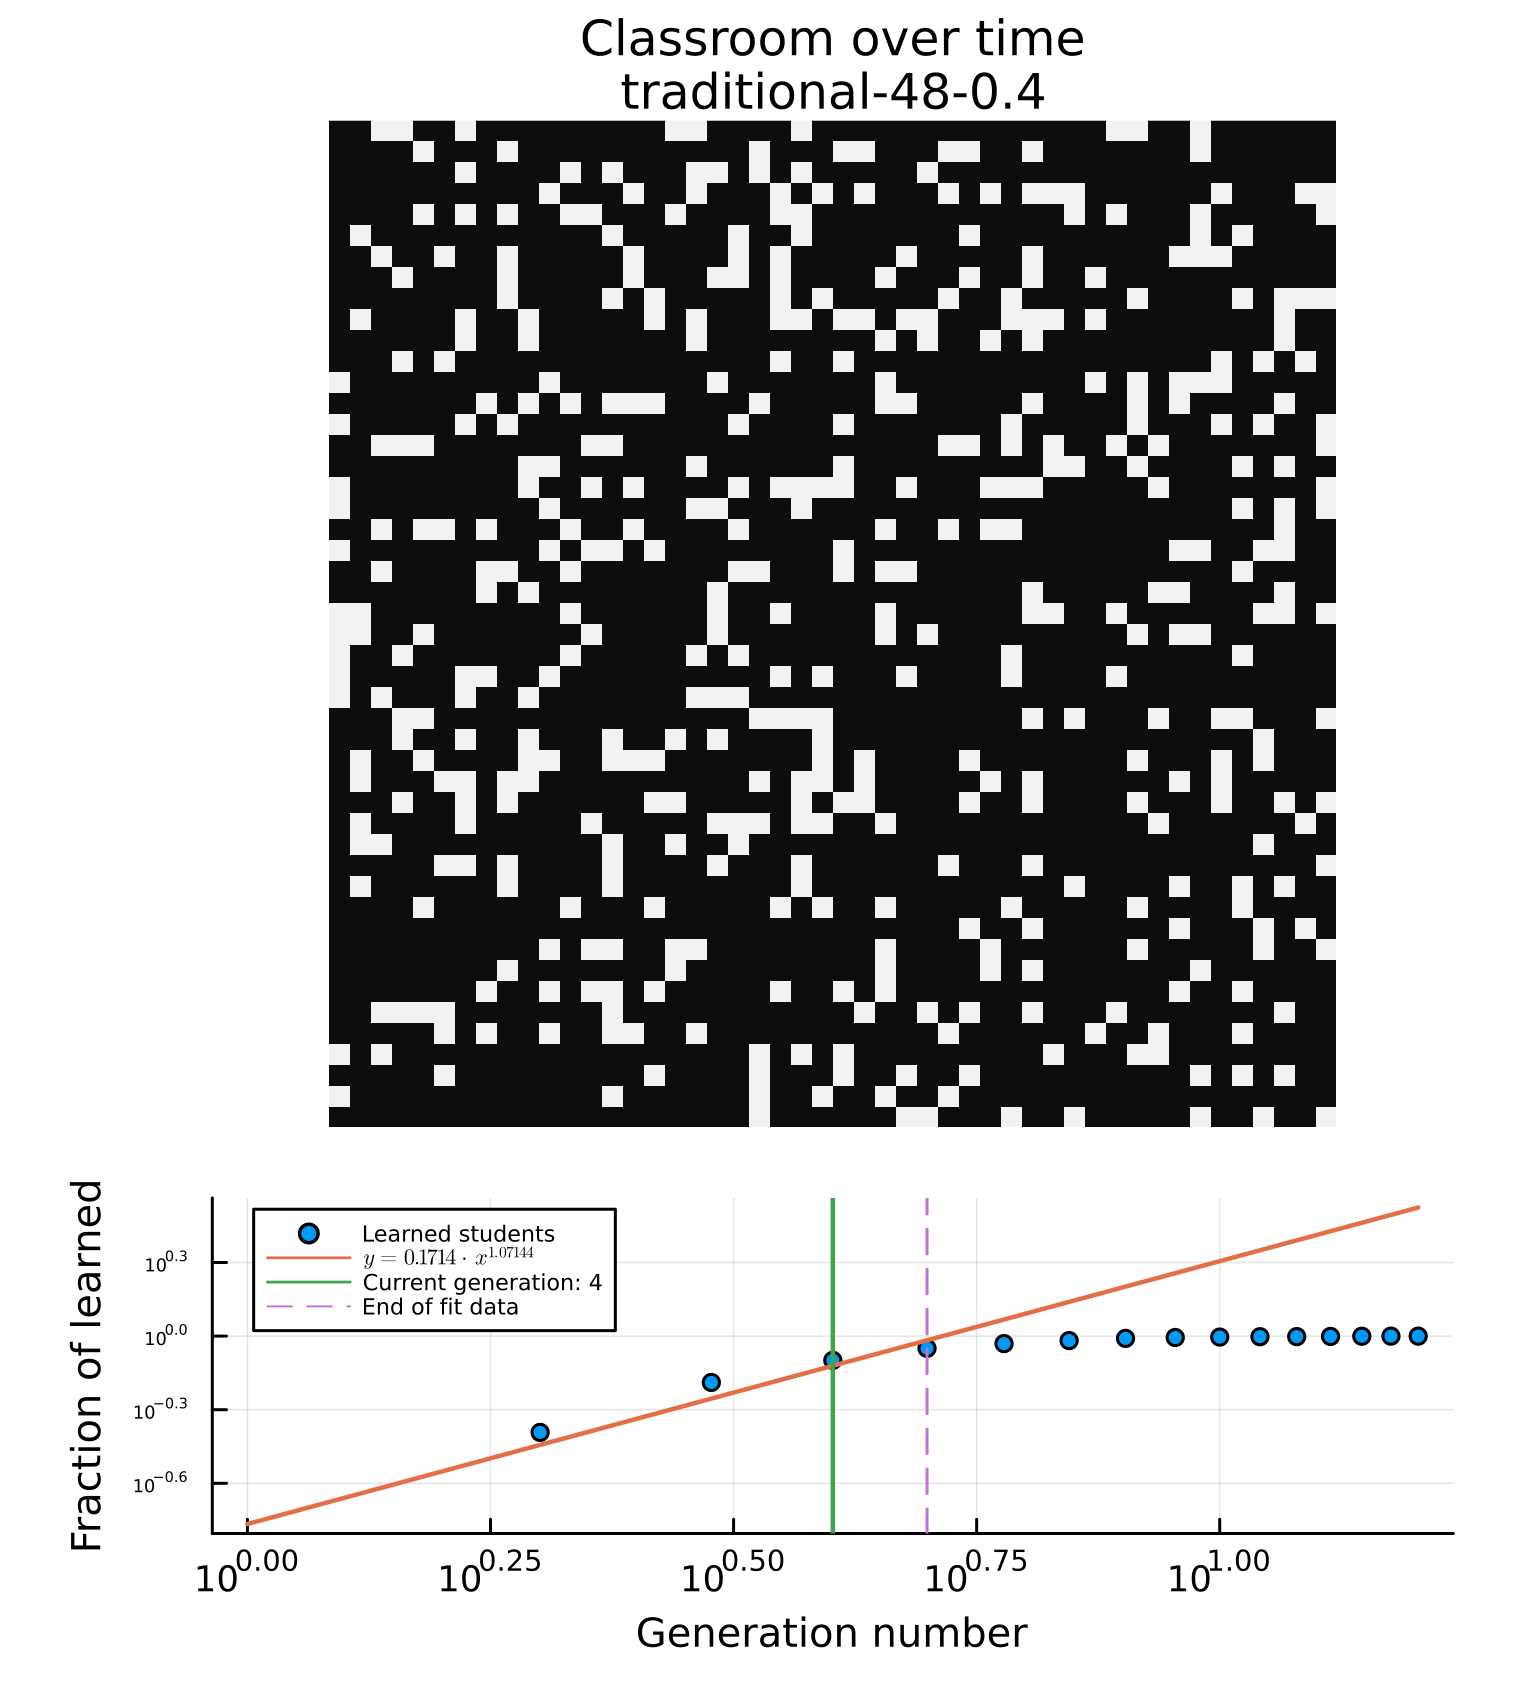 Classroom over time
traditional-48-0.4
Fraction of learned
10^0.3
10^0.0
10^−0.3
10^−0.6
Learned students
y = 0.1714 · x^1.07144
Current generation: 4
End of fit data
10^0.00 10^0.25 10^0.50 10^0.75 10^1.00
Generation number